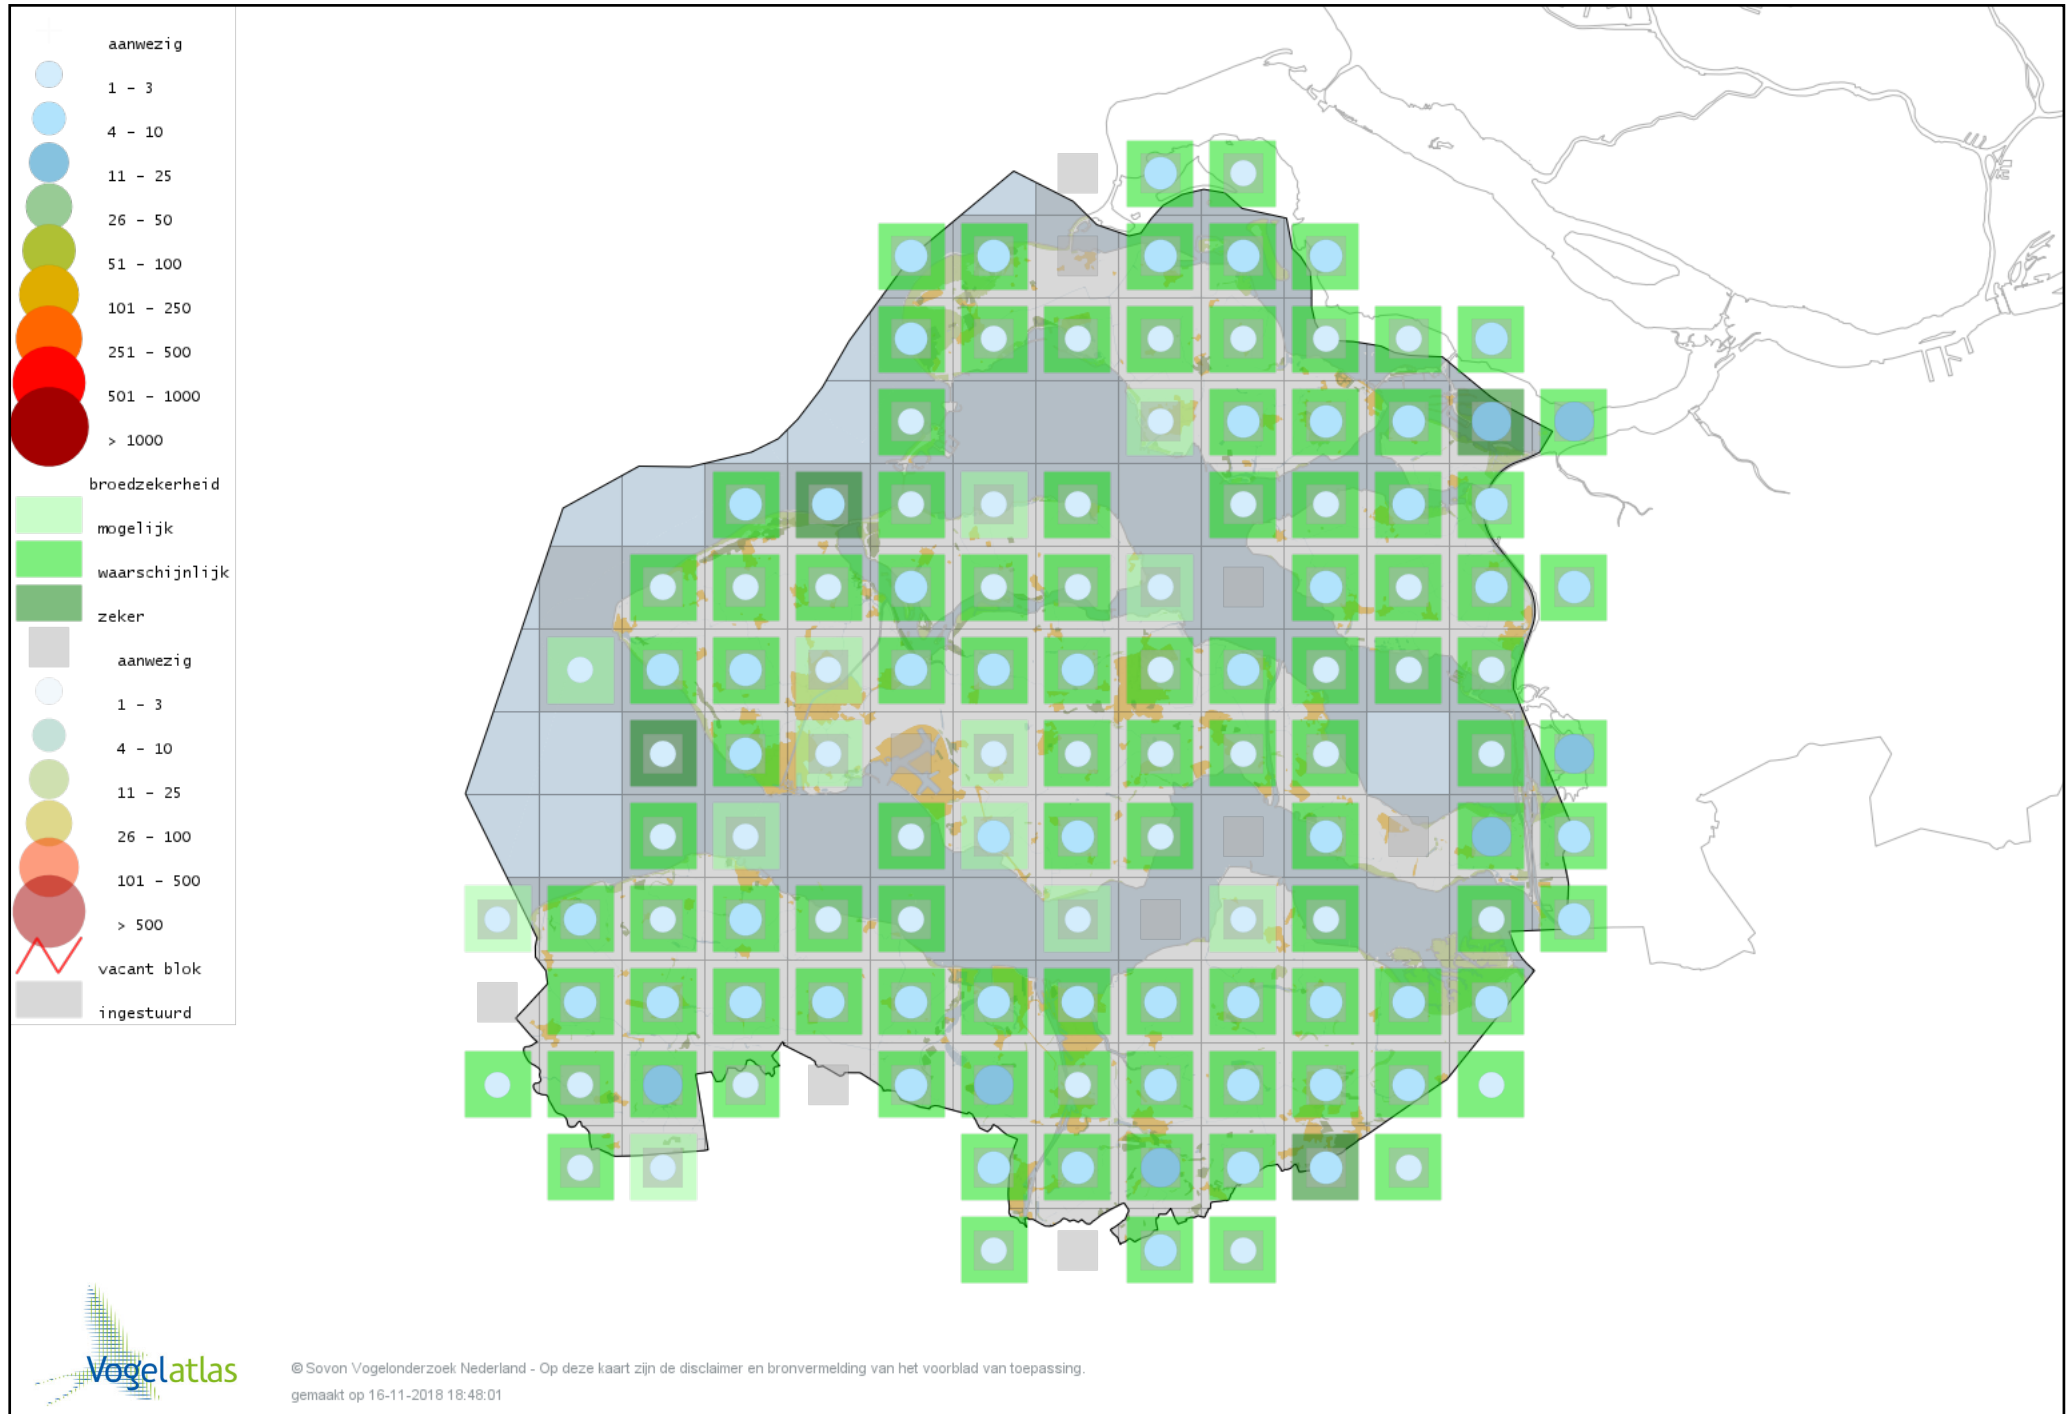 aanwezig
1 - 3
4 - 10
11 - 25
26 - 50
51 - 100
101 - 250
251 - 500
501 - 1000
> 1000
broedzekerheid
mogelijk
waarschijnlijk
zeker
aanwezig
1 - 3
4 - 10
11 - 25
26 - 100
101 - 500
> 500
vacant blok
ingestuurd
Vogelatlas
© Sovon Vogelonderzoek Nederland - Op deze kaart zijn de disclaimer en bronvermelding van het voorblad van toepassing.
gemaakt op 16-11-2018 18:48:01